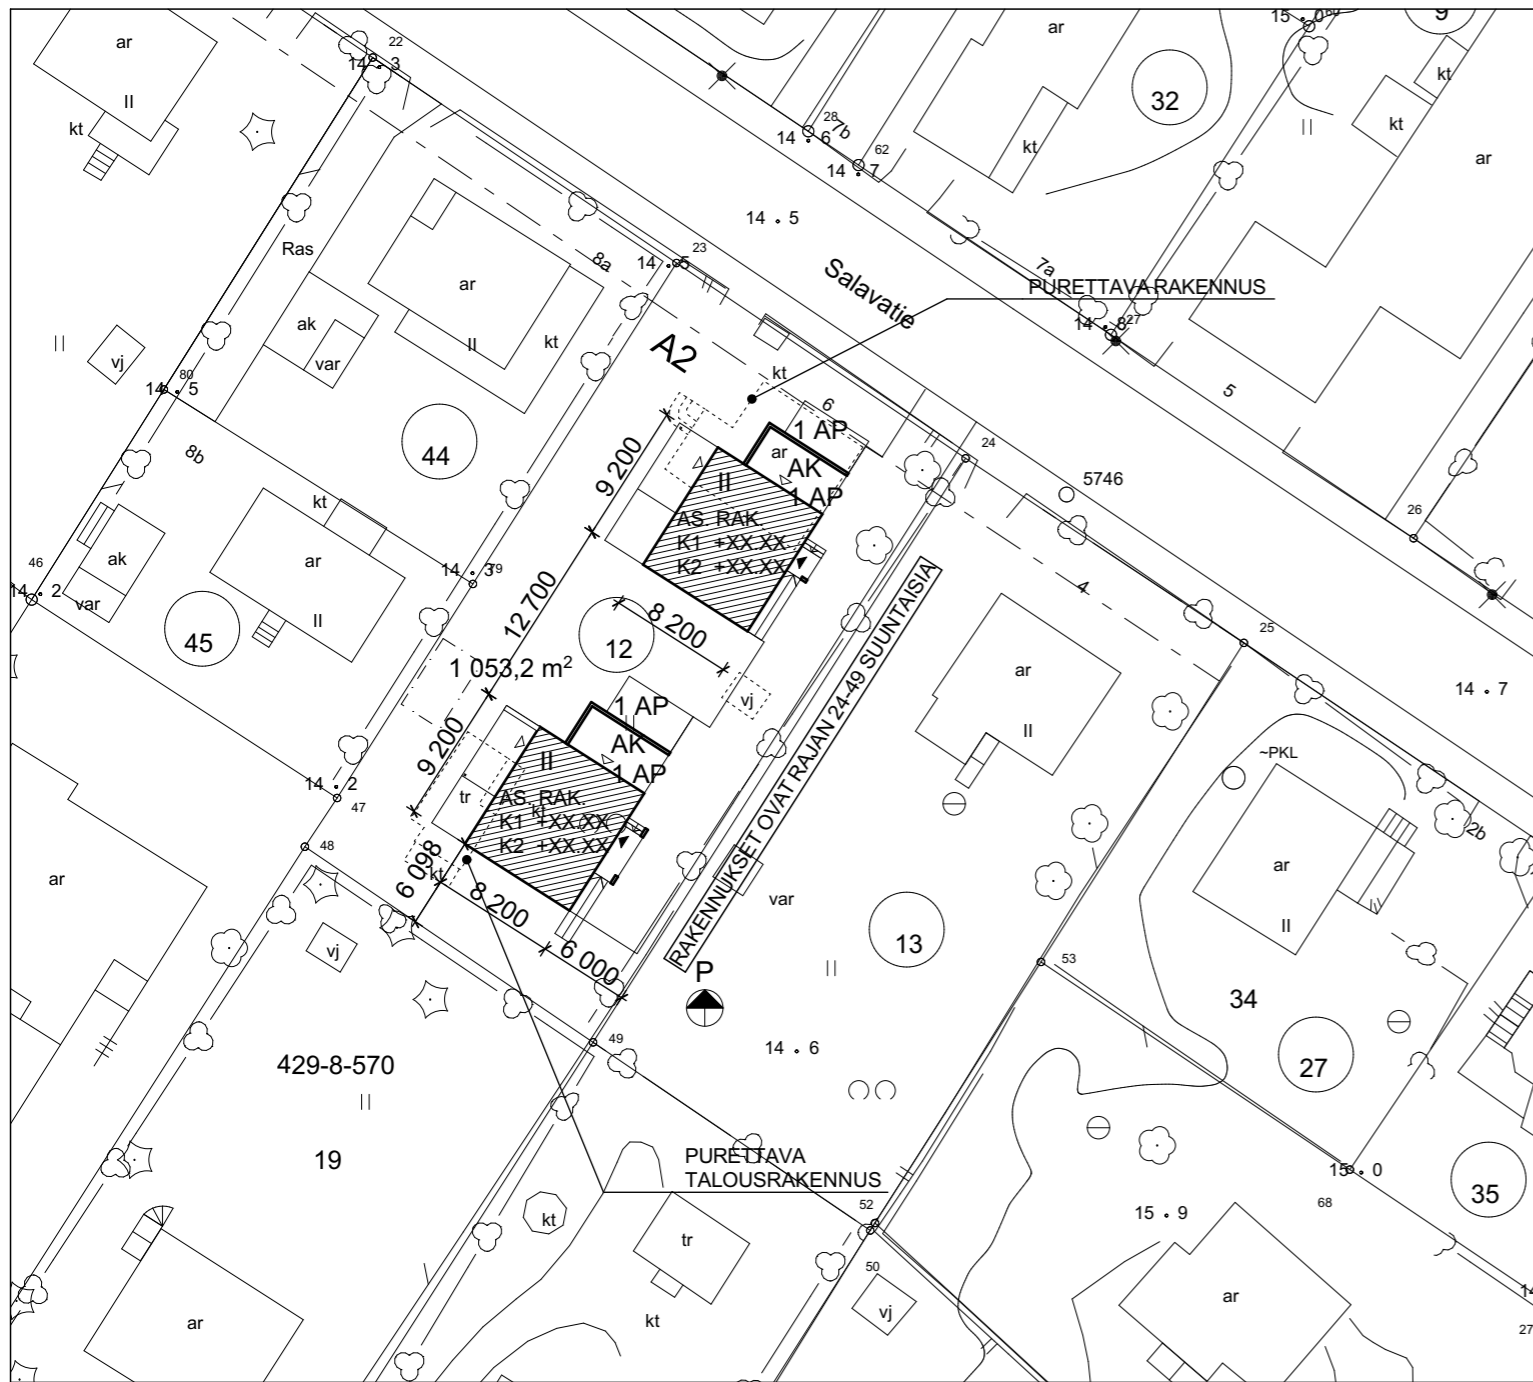 ar
II
kt
22
14 . 3
28
7b
14 . 6
62
14 . 7
32
kt
ar
15 . 0
9
kt
kt
II
ar
Ras
14 . 5
23
8a
14 . 5
Salavatie
7a
PURETTAVA RAKENNUS
14 . 8
27
5
ar
II
kt
ak
var
II
vj
80
14 . 5
8b
44
A2
kt
6
1 AP
ar
AK
1 AP
II
9 200
AS. RAK.
K1 +XX.XX
K2 +XX.XX
24
5746
26
4
25
14 . 7
46
14 . 2
ak
var
kt
ar
II
45
14 . 3
79
12 700
12
8 200
1 053,2 m²
vj
RAKENNUKSET OVAT RAJAN 24-49 SUUNTAISIA
ar
II
~PKL
9 200
1 AP
II
AK
1 AP
II
tr
AS. RAK.
kt
K1 +XX.XX
K2 +XX.XX
14 . 2
47
48
6 098
kt
8 200
6 000
P
var
13
II
ar
II
2b
ar
vj
53
34
27
49
14 . 6
429-8-570
II
19
PURETTAVA
TALOUSRAKENNUS
15 . 0
68
35
52
15 . 9
50
kt
tr
kt
vj
ar
ar
14
27